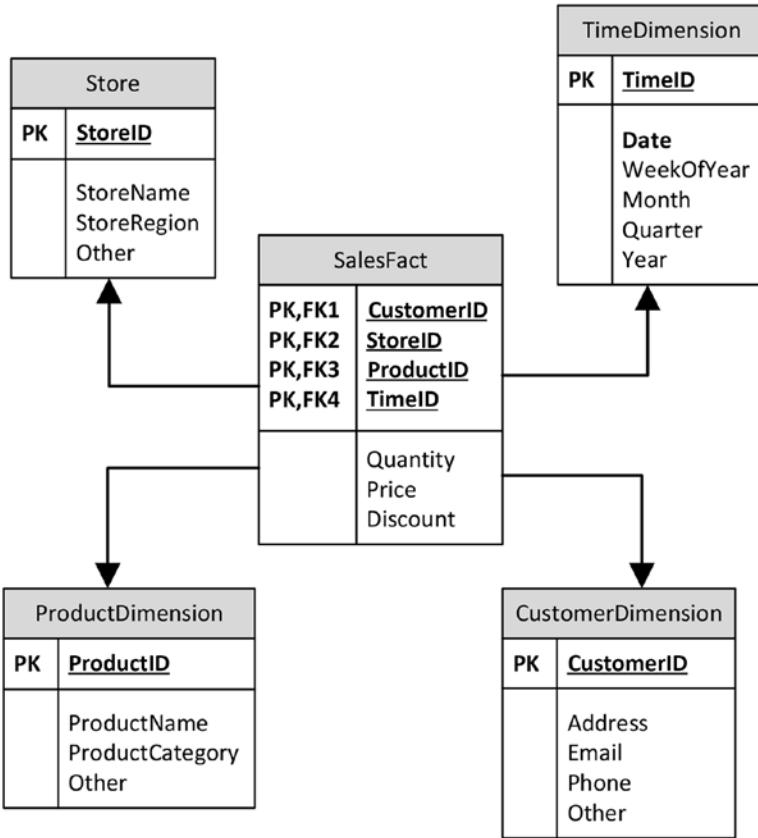 Store
PK StoreID
StoreName
StoreRegion
Other
TimeDimension
PK TimeID
Date
WeekOfYear
Month
Quarter
Year
SalesFact
PK,FK1 CustomerID
PK,FK2 StoreID
PK,FK3 ProductID
PK,FK4 TimeID
Quantity
Price
Discount
ProductDimension
PK ProductID
ProductName
ProductCategory
Other
CustomerDimension
PK CustomerID
Address
Email
Phone
Other